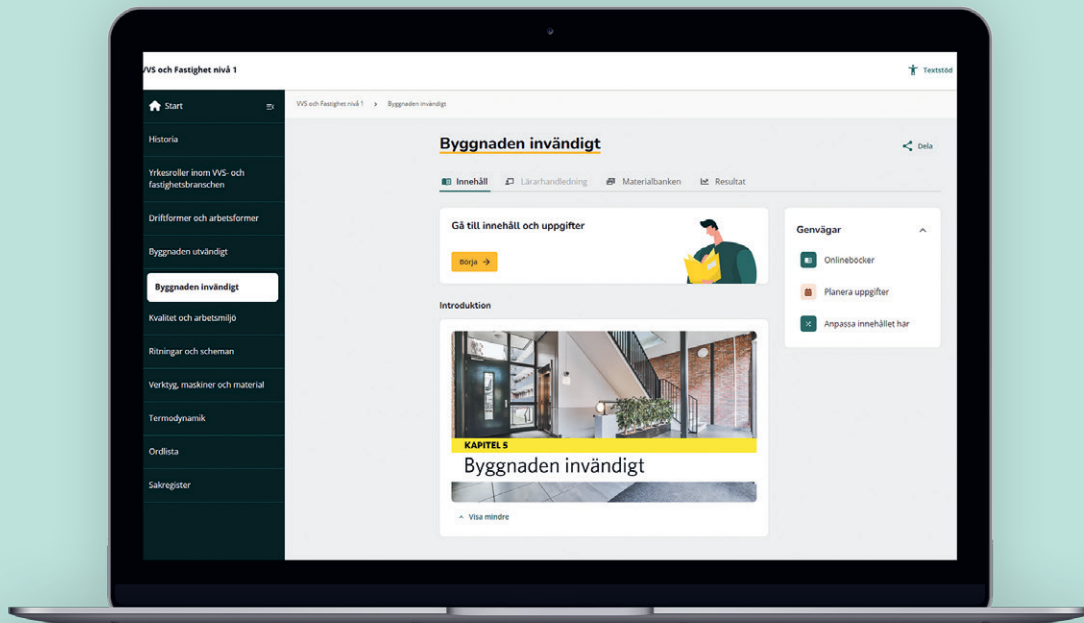 VVS och Fastighet nivå 1
Textstöd
Start
VVS och Fastighet nivå 1 > Byggnaden invändigt
Historia
Yrkesroller inom VVS- och
fastighetsbranschen
Driftformer och arbetsformer
Byggnaden utvändigt
Byggnaden invändigt
Kvalitet och arbetsmiljö
Ritningar och scheman
Verktyg, maskiner och material
Termodynamik
Ordlista
Sakregister
Byggnaden invändigt
Dela
Innehåll Lärarhandledning Materialbanken Resultat
Gå till innehåll och uppgifter
Börja →
Introduktion
KAPITEL 5
Byggnaden invändigt
Visa mindre
Genvägar
Onlineböcker
Planera uppgifter
Anpassa innehållet här